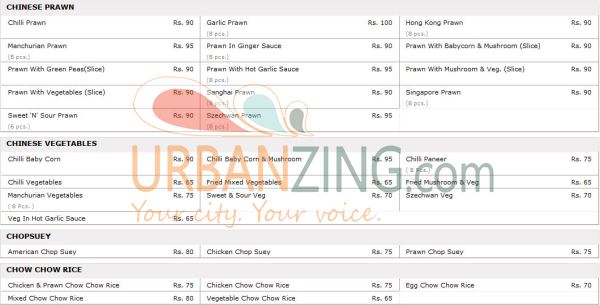 CHINESE PRAWN
Chilli Prawn Rs. 90 Garlic Prawn Rs. 100 Hong Kong Prawn Rs. 90
(8 pcs.) (8 pcs.)
Manchurian Prawn Rs. 95 Prawn In Ginger Sauce Rs. 90 Prawn With Babycorn & Mushroom (Slice) Rs. 90
(8 pcs.) (8 pcs.)
Prawn With Green Peas(Slice) Rs. 90 Prawn With Hot Garlic Sauce Rs. 95 Prawn With Mushroom & Veg. (Slice) Rs. 90
(8 pcs.)
Prawn With Vegetables (Slice) Rs. 90 Sanghai Prawn Rs. 90 Singapore Prawn Rs. 90
(8 pcs.) (8 pcs.)
Sweet 'N' Sour Prawn Rs. 90 Szechwan Prawn Rs. 95
(6 pcs.) (8 pcs.)
CHINESE VEGETABLES
Chilli Baby Corn Rs. 90 Chilli Baby Corn & Mushroom Rs. 95 Chilli Paneer Rs. 75
(8 Pcs.)
Chilli Vegetables Rs. 65 Fried Mixed Vegetables Rs. 65 Fried Mushroom & Veg Rs. 65
Manchurian Vegetables Rs. 75 Sweet & Sour Veg Rs. 70 Szechwan Veg Rs. 70
(8 Pcs.)
Veg In Hot Garlic Sauce Rs. 65
URBANZING.com
Your city. Your voice.
CHOPSUEY
American Chop Suey Rs. 80 Chicken Chop Suey Rs. 75 Prawn Chop Suey Rs. 75
CHOW CHOW RICE
Chicken & Prawn Chow Chow Rice Rs. 75 Chicken Chow Chow Rice Rs. 75 Egg Chow Chow Rice Rs. 70
Mixed Chow Chow Rice Rs. 80 Vegetable Chow Chow Rice Rs. 65